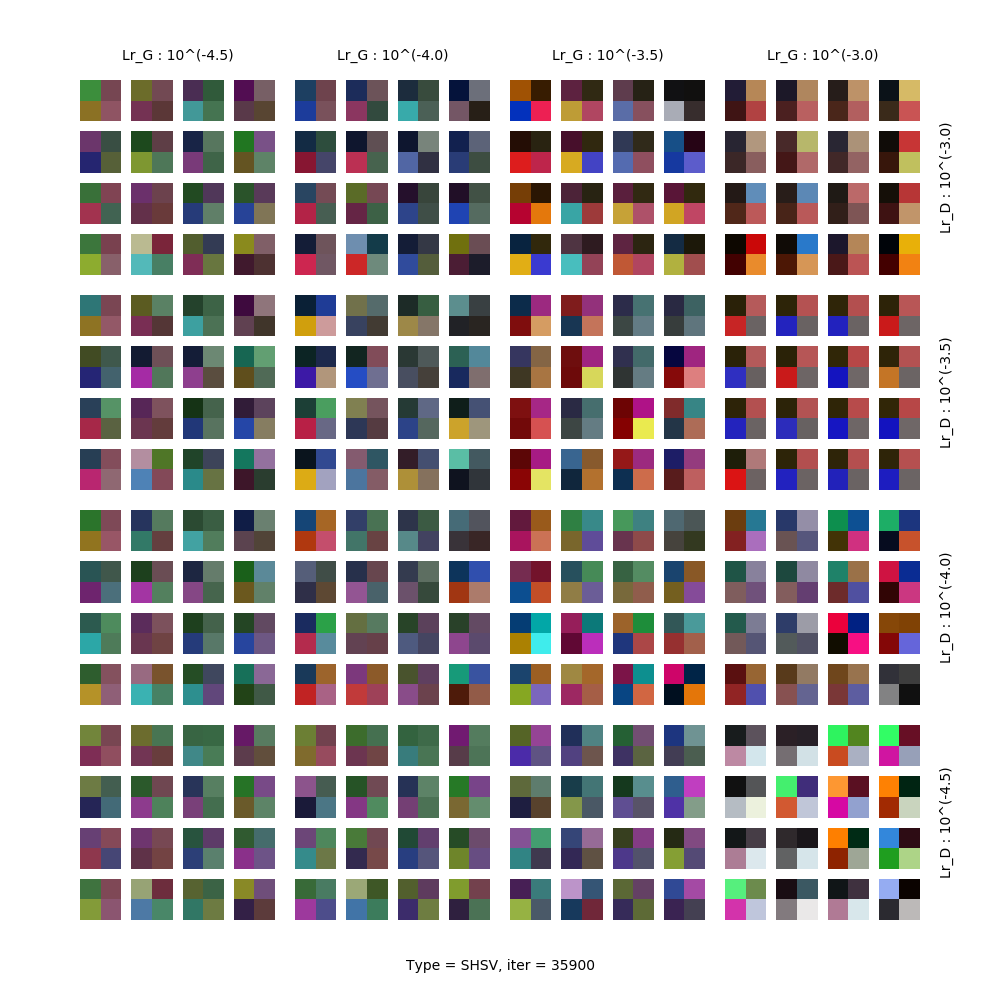 Lr_G : 10^(-4.5)
Lr_G : 10^(-4.0)
Lr_G : 10^(-3.5)
Lr_G : 10^(-3.0)
Lr_D : 10^(-3.0)
Lr_D : 10^(-3.5)
Lr_D : 10^(-4.0)
Lr_D : 10^(-4.5)
Type = SHSV, iter = 35900